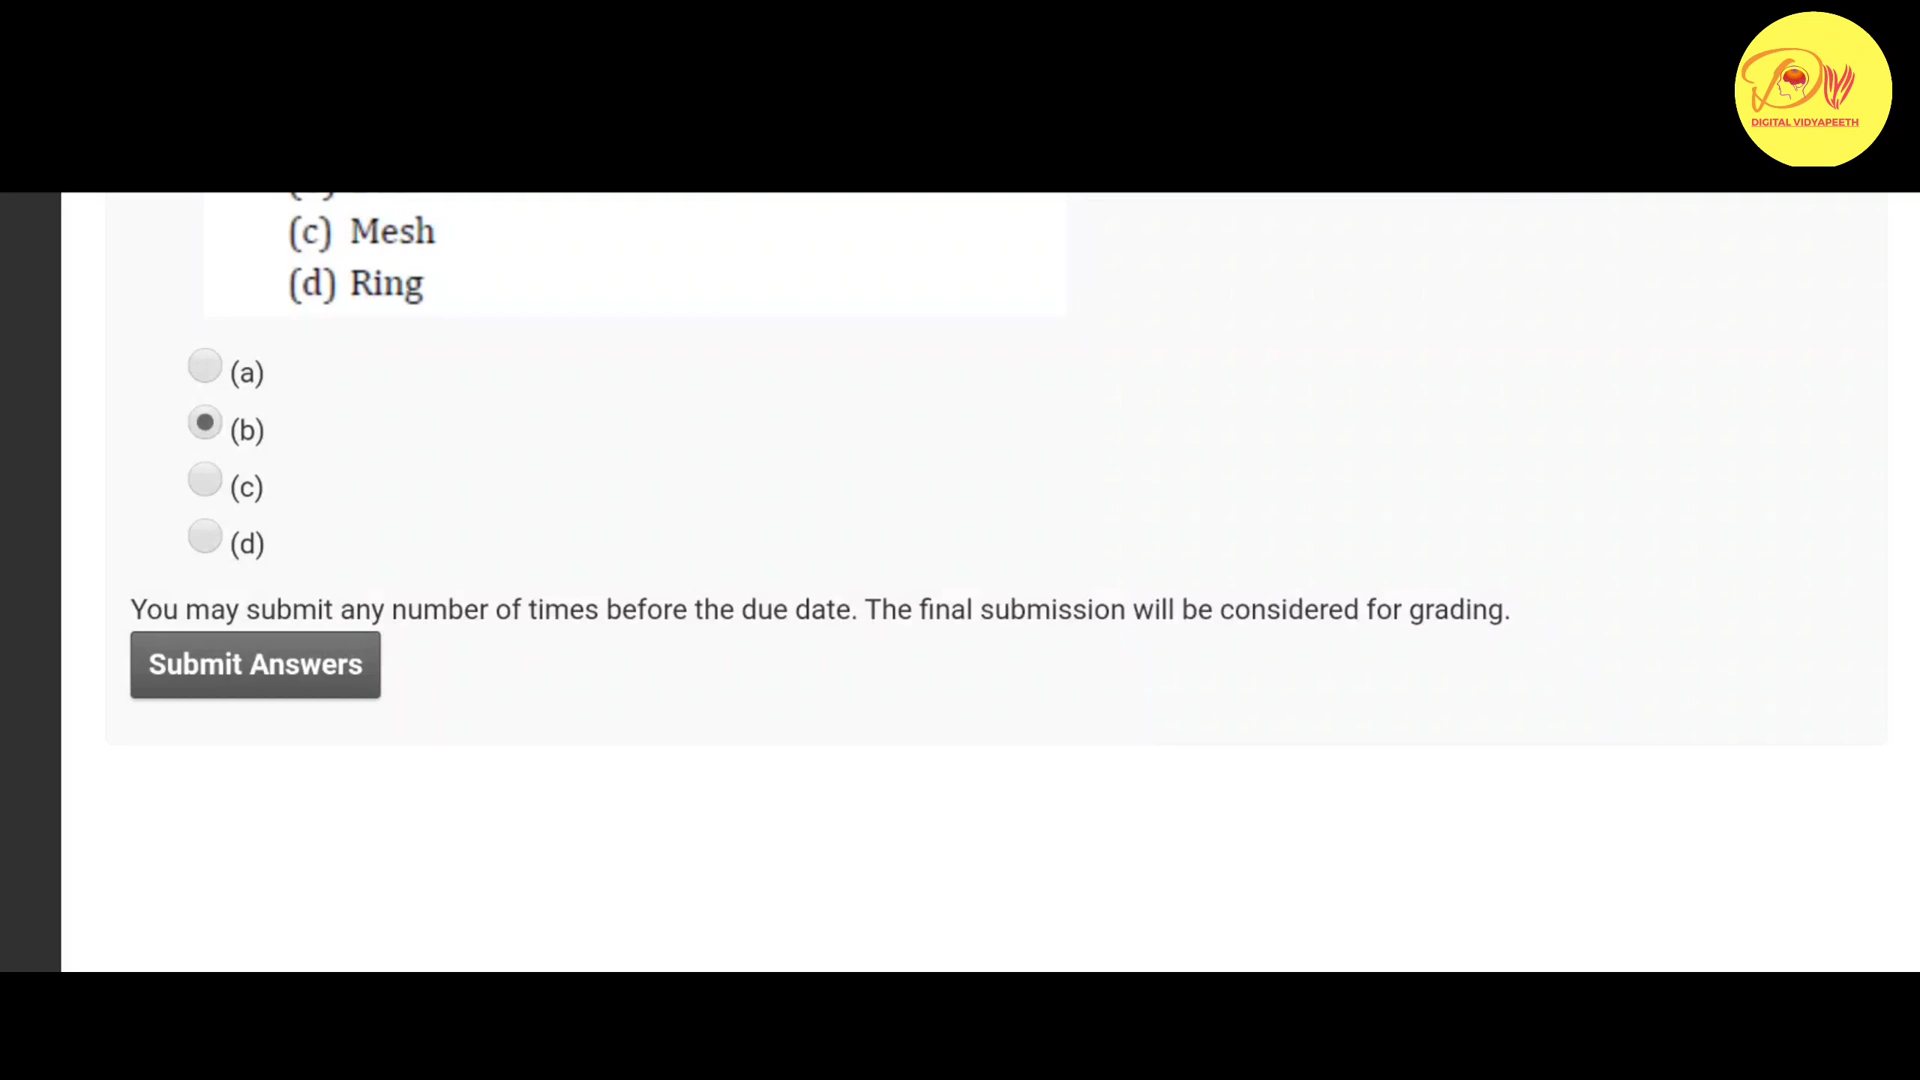 DIGITAL VIDYAPEETH
(c) Mesh
(d) Ring
(a)
(b)
(c)
(d)
You may submit any number of times before the due date. The final submission will be considered for grading.
Submit Answers